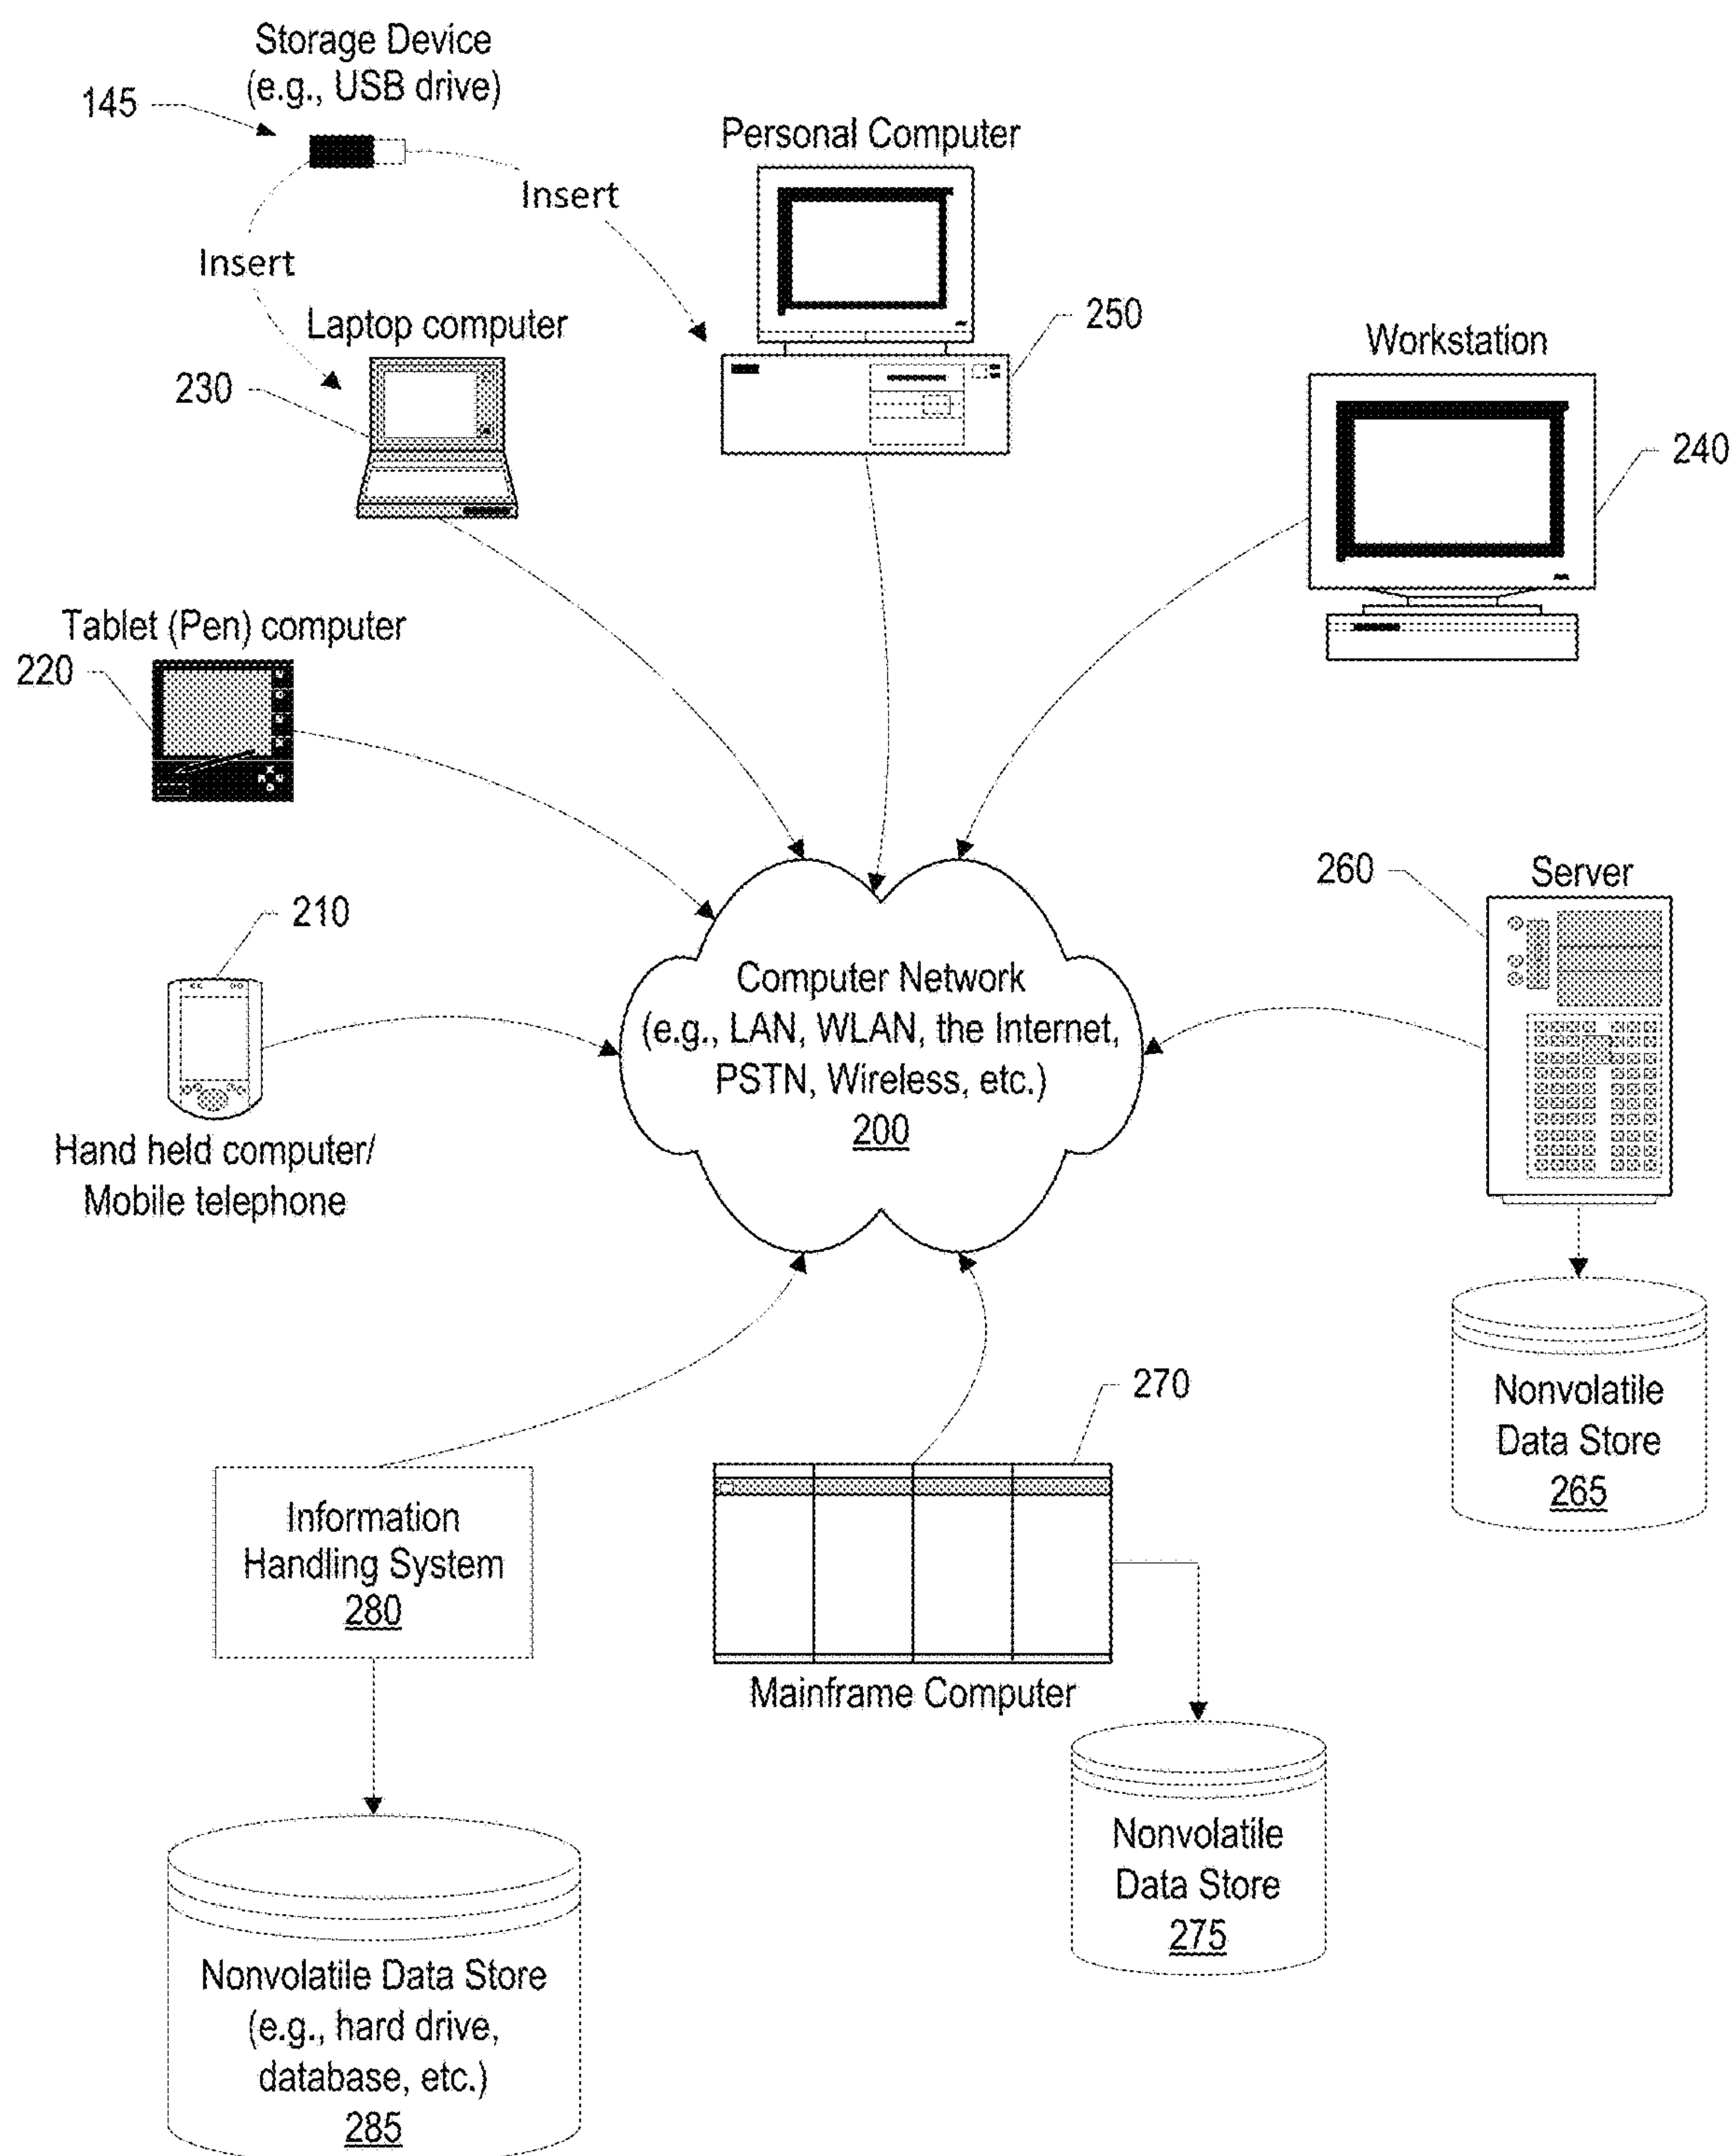 Storage Device
(e.g., USB drive)
145
Insert
Insert
Personal Computer
250
Laptop computer
230
Workstation
240
Tablet (Pen) computer
220
210
Hand held computer/
Mobile telephone
Computer Network
(e.g., LAN, WLAN, the Internet,
PSTN, Wireless, etc.)
200
260
Server
Nonvolatile
Data Store
265
270
Mainframe Computer
Nonvolatile
Data Store
275
Information
Handling System
280
Nonvolatile Data Store
(e.g., hard drive,
database, etc.)
285